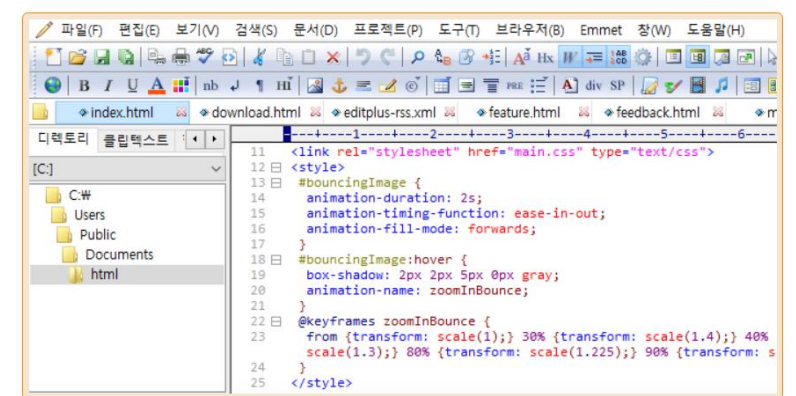 파일(F) 편집(E) 보기(V) 검색(S) 문서(D) 프로젝트(P) 도구(T) 브라우저(B) Emmet 창(W) 도움말(H)
B I U A nb ¶ HI PRE div SP
index.html download.html editplus-rss.xml feature.html feedback.html
디렉토리 클립텍스트
----+----1----+----2----+----3----+----4----+----5----+----6----
[C:]
C:₩
Users
Public
Documents
html
11 <link rel="stylesheet" href="main.css" type="text/css">
12 <style>
13 #bouncingImage {
14 animation-duration: 2s;
15 animation-timing-function: ease-in-out;
16 animation-fill-mode: forwards;
17 }
18 #bouncingImage:hover {
19 box-shadow: 2px 2px 5px 0px gray;
20 animation-name: zoomInBounce;
21 }
22 @keyframes zoomInBounce {
23 from {transform: scale(1);} 30% {transform: scale(1.4);} 40%
scale(1.3);} 80% {transform: scale(1.225);} 90% {transform: s
24 }
25 </style>